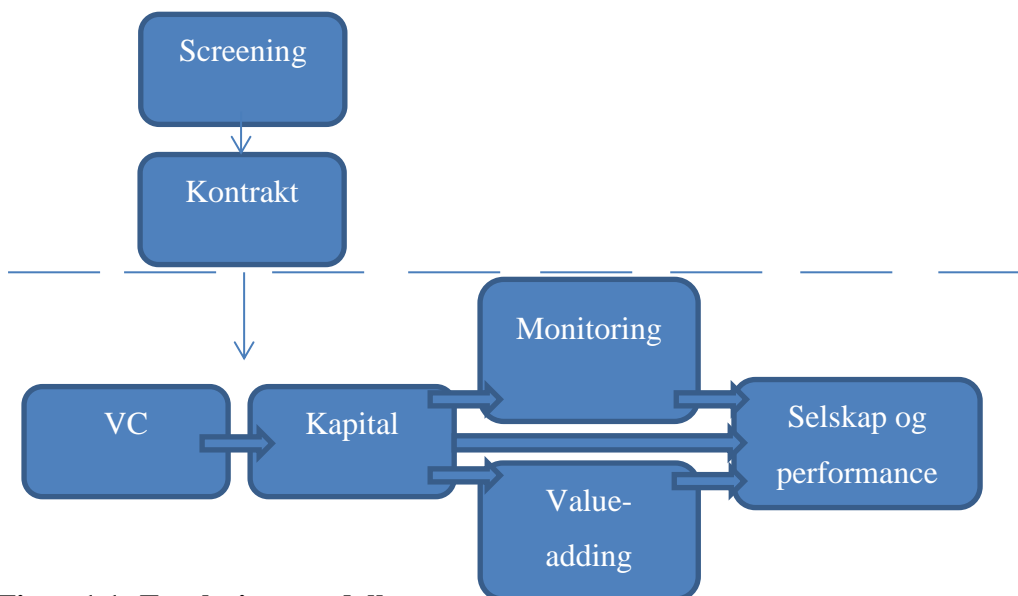 Screening
Kontrakt
Monitoring
VC
Kapital
Selskap og
performance
Value-
adding